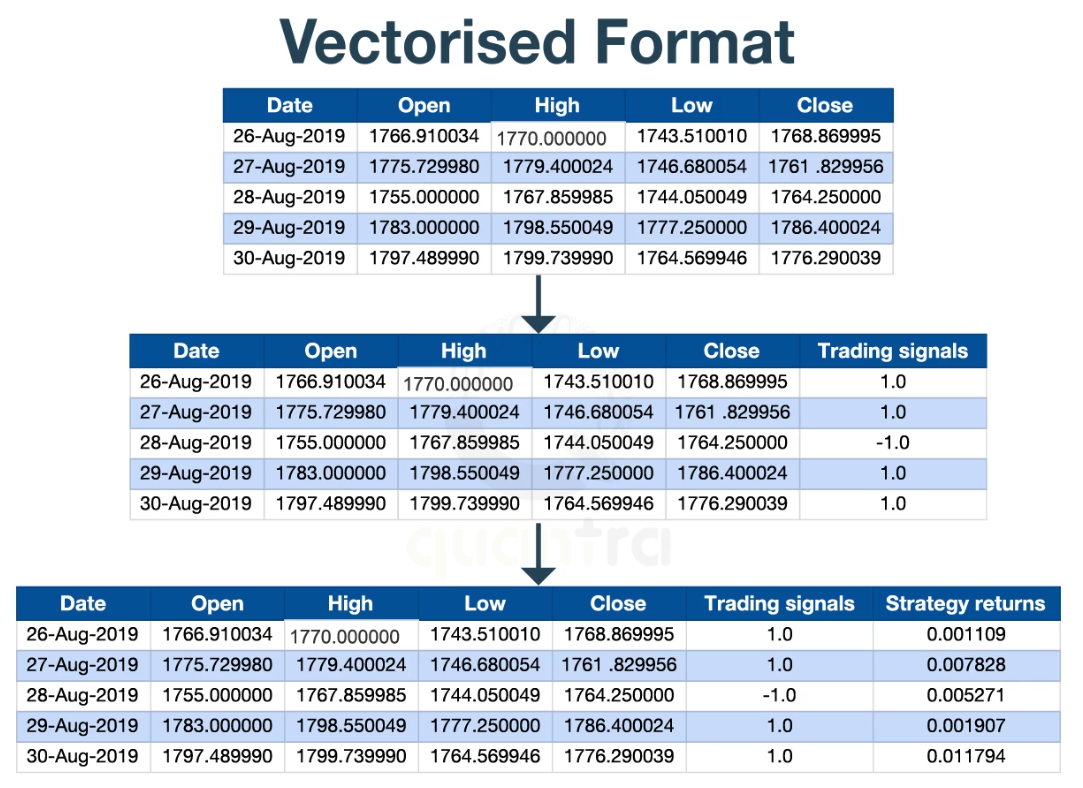 Vectorised Format
Date Open High Low Close
26-Aug-2019 1766.910034 1770.000000 1743.510010 1768.869995
27-Aug-2019 1775.729980 1779.400024 1746.680054 1761 .829956
28-Aug-2019 1755.000000 1767.859985 1744.050049 1764.250000
29-Aug-2019 1783.000000 1798.550049 1777.250000 1786.400024
30-Aug-2019 1797.489990 1799.739990 1764.569946 1776.290039
Date Open High Low Close Trading signals
26-Aug-2019 1766.910034 1770.000000 1743.510010 1768.869995 1.0
27-Aug-2019 1775.729980 1779.400024 1746.680054 1761 .829956 1.0
28-Aug-2019 1755.000000 1767.859985 1744.050049 1764.250000 -1.0
29-Aug-2019 1783.000000 1798.550049 1777.250000 1786.400024 1.0
30-Aug-2019 1797.489990 1799.739990 1764.569946 1776.290039 1.0
quantra
Date Open High Low Close Trading signals Strategy returns
26-Aug-2019 1766.910034 1770.000000 1743.510010 1768.869995 1.0 0.001109
27-Aug-2019 1775.729980 1779.400024 1746.680054 1761 .829956 1.0 0.007828
28-Aug-2019 1755.000000 1767.859985 1744.050049 1764.250000 -1.0 0.005271
29-Aug-2019 1783.000000 1798.550049 1777.250000 1786.400024 1.0 0.001907
30-Aug-2019 1797.489990 1799.739990 1764.569946 1776.290039 1.0 0.011794